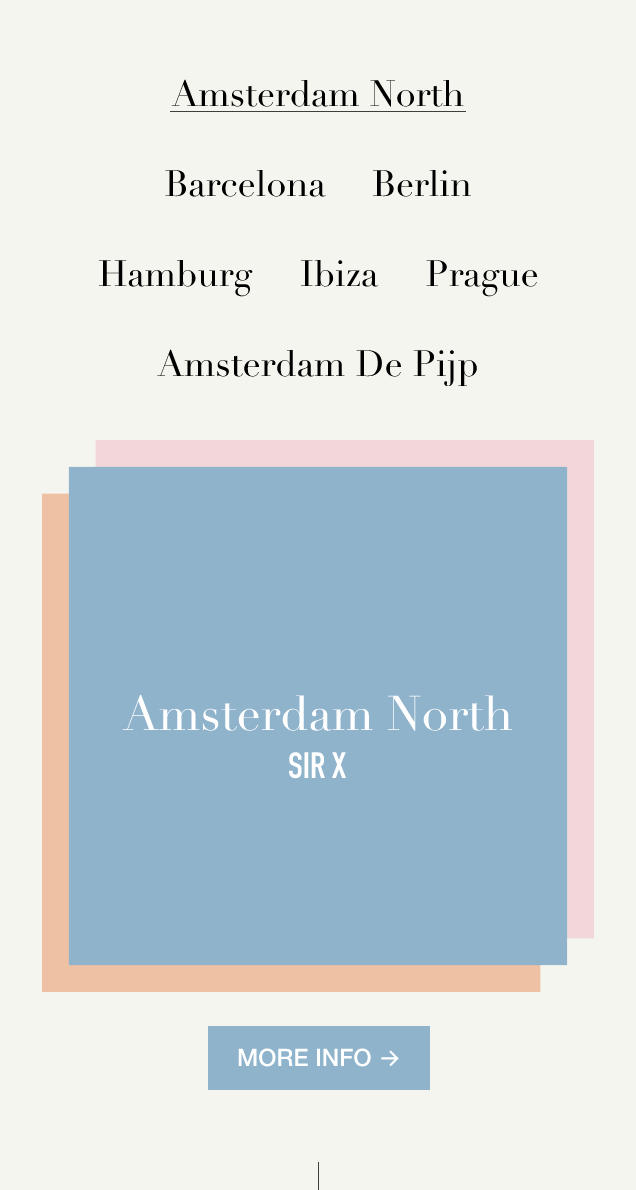 Amsterdam North
Barcelona Berlin
Hamburg Ibiza Prague
Amsterdam De Pijp
Amsterdam North
SIR X
MORE INFO →